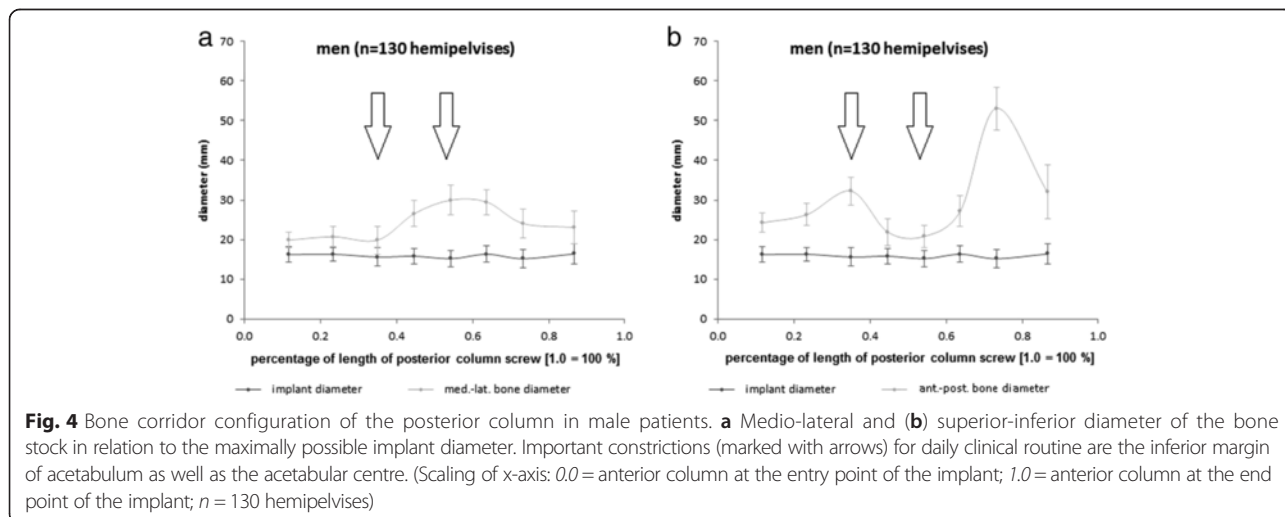 a
men (n=130 hemipelvises)
70
60
50
40
30
20
10
0
diameter (mm)
0.0 0.2 0.4 0.6 0.8 1.0
percentage of length of posterior column screw [1.0 = 100 %]
implant diameter med.-lat. bone diameter
b
men (n=130 hemipelvises)
70
60
50
40
30
20
10
0
diameter (mm)
0.0 0.2 0.4 0.6 0.8 1.0
percentage of length of posterior column screw [1.0 = 100 %]
implant diameter ant.-post. bone diameter
Fig. 4 Bone corridor configuration of the posterior column in male patients. a Medio-lateral and (b) superior-inferior diameter of the bone
stock in relation to the maximally possible implant diameter. Important constrictions (marked with arrows) for daily clinical routine are the inferior margin
of acetabulum as well as the acetabular centre. (Scaling of x-axis: 0.0 = anterior column at the entry point of the implant; 1.0 = anterior column at the end
point of the implant; n = 130 hemipelvises)